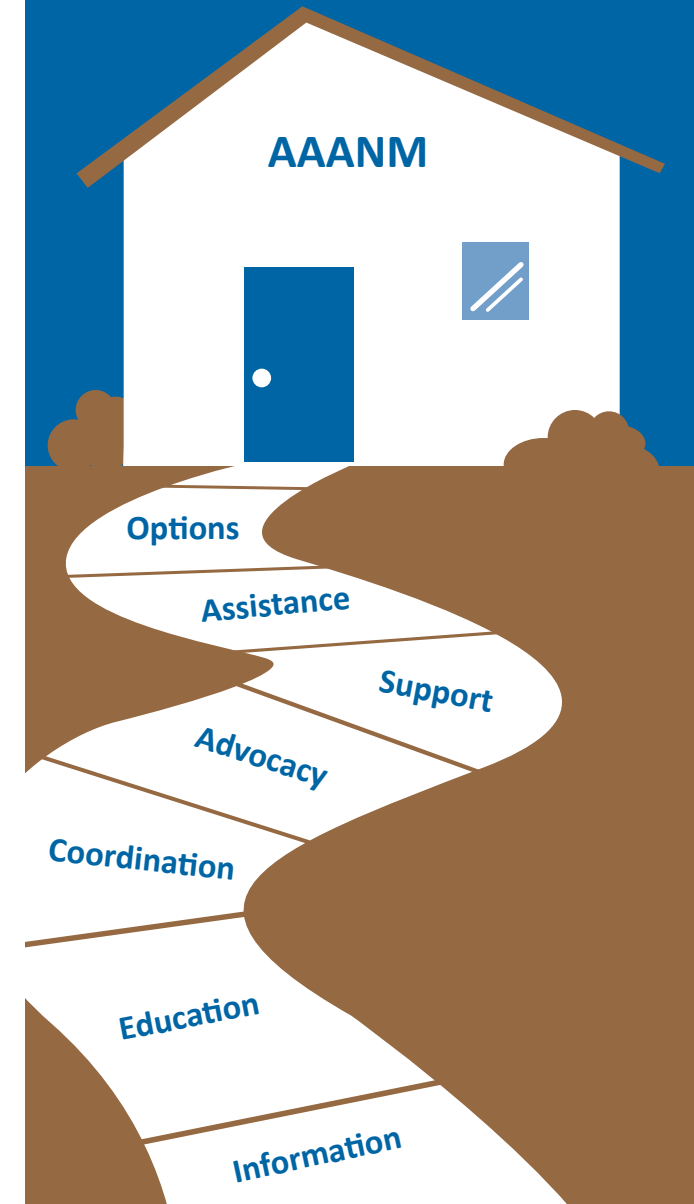 AAANM
Options
Assistance
Support
Advocacy
Coordination
Education
Information